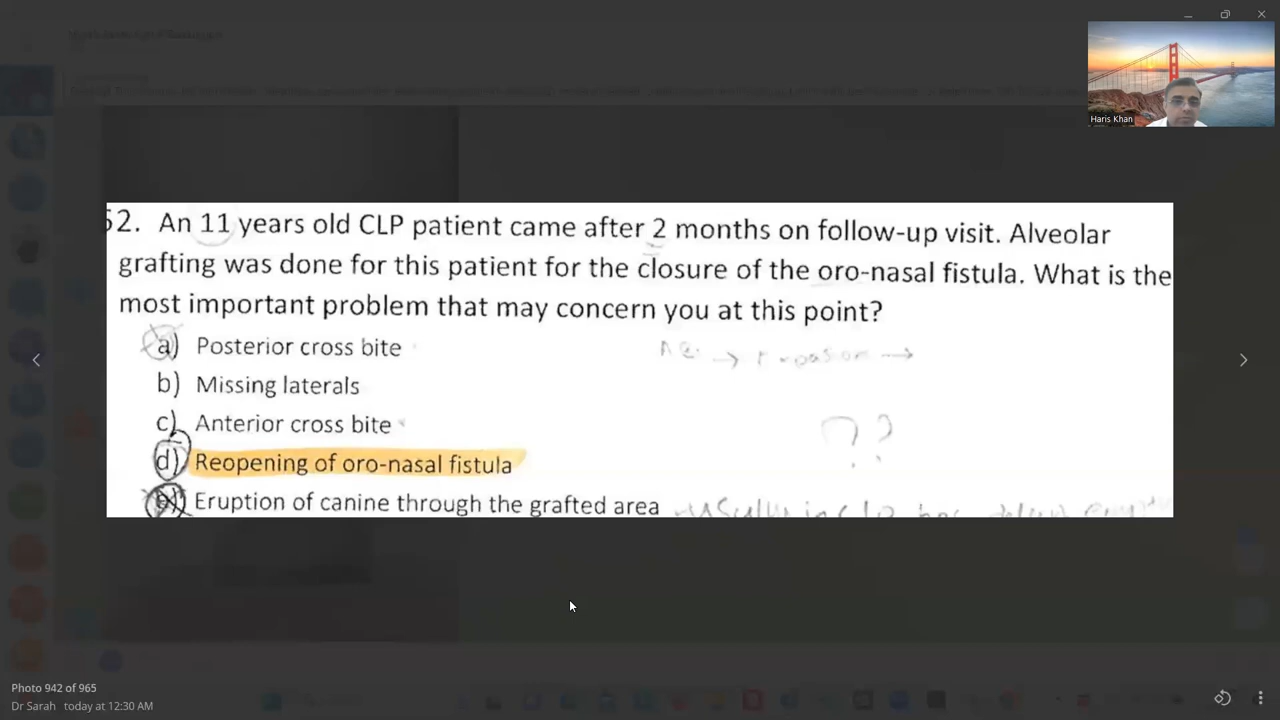 Haris Khan
52. An 11 years old CLP patient came after 2 months on follow-up visit. Alveolar
grafting was done for this patient for the closure of the oro-nasal fistula. What is the
most important problem that may concern you at this point?
a) Posterior cross bite
b) Missing laterals
c) Anterior cross bite
??
d) Reopening of oro-nasal fistula
e) Eruption of canine through the grafted area
Photo 942 of 965
Dr Sarah today at 12:30 AM